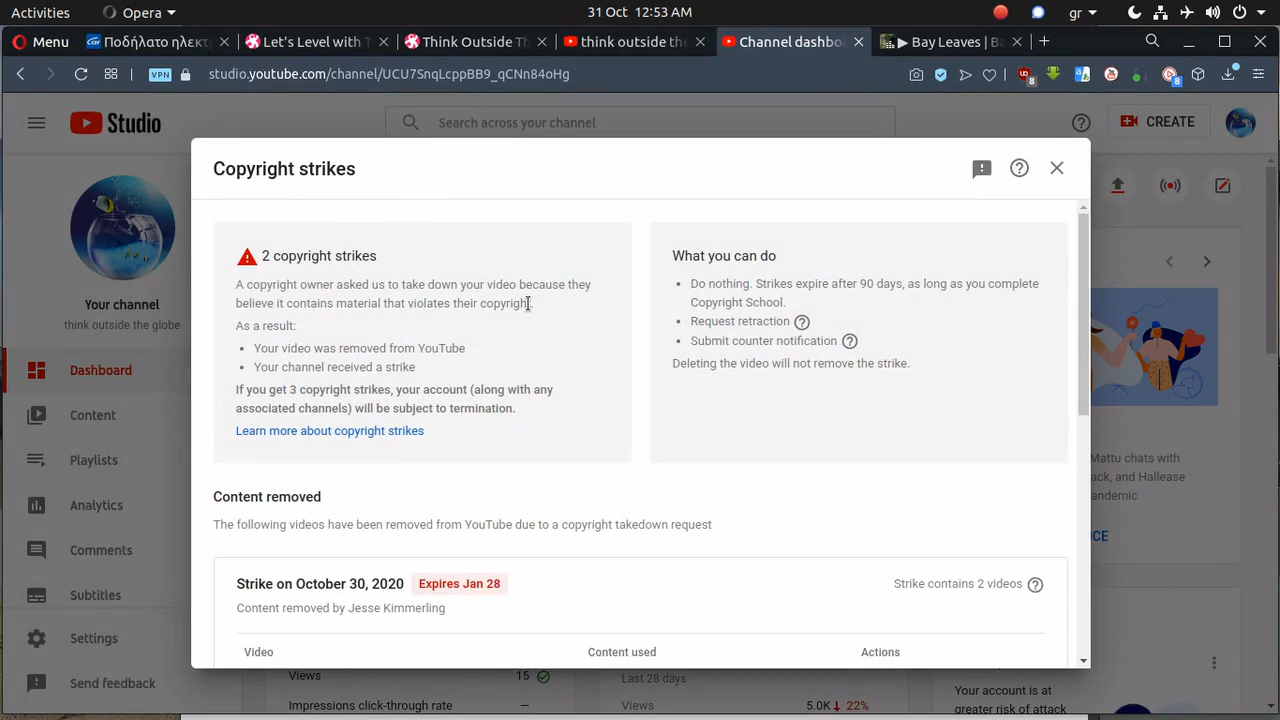 Activities
Opera
31 Oct 12:53 AM
gr
Menu
Ποδήλατο ηλεκτ
Let's Level with T
Think Outside Th
think outside the
Channel dashbo
▶ Bay Leaves | Ba
VPN
studio.youtube.com/channel/UCU7SnqLcppBB9_qCNn84oHg
8
8
Studio
Search across your channel
CREATE
Your channel
think outside the globe
Dashboard
Content
Playlists
Analytics
Comments
Subtitles
Settings
Send feedback
Copyright strikes
2 copyright strikes
A copyright owner asked us to take down your video because they
believe it contains material that violates their copyright.
As a result:
Your video was removed from YouTube
Your channel received a strike
If you get 3 copyright strikes, your account (along with any
associated channels) will be subject to termination.
Learn more about copyright strikes
What you can do
Do nothing. Strikes expire after 90 days, as long as you complete
Copyright School.
Request retraction
Submit counter notification
Deleting the video will not remove the strike.
Content removed
The following videos have been removed from YouTube due to a copyright takedown request
Strike on October 30, 2020
Expires Jan 28
Strike contains 2 videos
Content removed by Jesse Kimmerling
Video
Content used
Actions
Mattu chats with
ack, and Hallease
andemic
ICE
Views
15
Impressions click-through rate
—
Last 28 days
Views
5.0K 22%
Your account is at
greater risk of attack